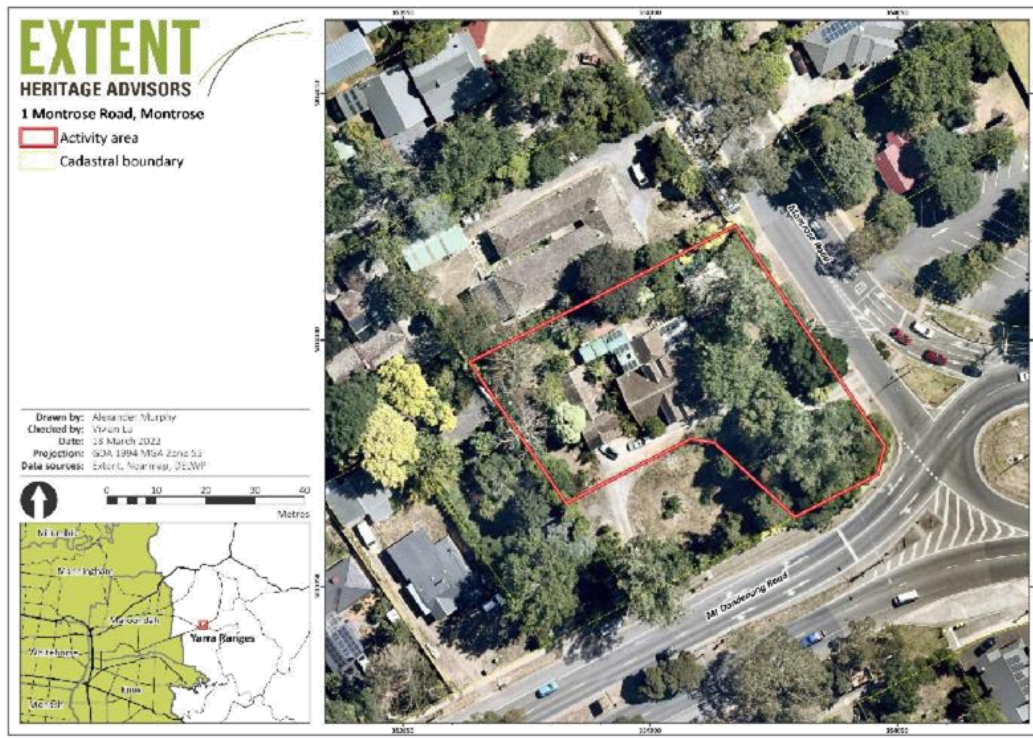 EXTENT
HERITAGE ADVISORS
1 Montrose Road, Montrose
Activity area
Cadastral boundary
Drawn by: Alexander Murphy
Checked by: Vivian Lu
Date: 18 March 2022
Projection: GDA 1994 MGA Zone 55
Data sources: Extent, Nearmap, DELWP
0 10 20 30 40
Metres
Nillumbik
Manningham
Maroondah
Yarra Ranges
Whitehorse
Knox
Monash
Montrose Road
Mt Dandenong Road